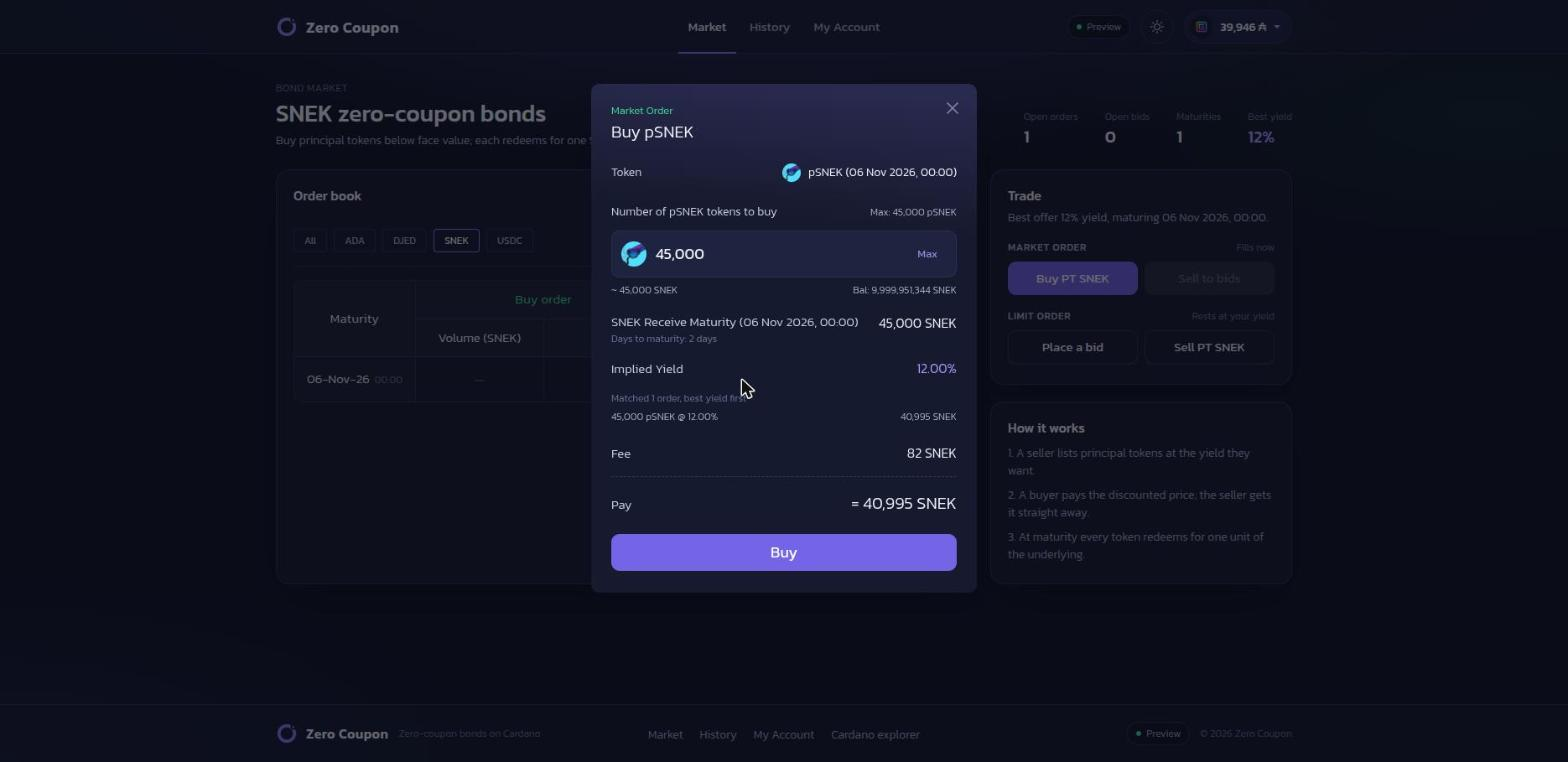 Zero Coupon
Market
History
My Account
Preview
39,946 ₳
BOND MARKET
SNEK zero-coupon bonds
Buy principal tokens below face value; each redeems for one
Open orders
1
Open bids
0
Maturities
1
Best yield
12%
Order book
All
ADA
DJED
SNEK
USDC
Maturity
Buy order
Volume (SNEK)
06-Nov-26 00:00
—
Market Order
Buy pSNEK
Token
pSNEK (06 Nov 2026, 00:00)
Number of pSNEK tokens to buy
Max: 45,000 pSNEK
45,000
Max
~ 45,000 SNEK
Bal: 9,999,951,344 SNEK
SNEK Receive Maturity (06 Nov 2026, 00:00)
45,000 SNEK
Days to maturity: 2 days
Implied Yield
12.00%
Matched 1 order, best yield first
45,000 pSNEK @ 12.00%
40,995 SNEK
Fee
82 SNEK
Pay
= 40,995 SNEK
Buy
Trade
Best offer 12% yield, maturing 06 Nov 2026, 00:00.
MARKET ORDER
Fills now
Buy PT SNEK
Sell to bids
LIMIT ORDER
Rests at your yield
Place a bid
Sell PT SNEK
How it works
1. A seller lists principal tokens at the yield they
want.
2. A buyer pays the discounted price; the seller gets
it straight away.
3. At maturity every token redeems for one unit of
the underlying.
Zero Coupon
Zero-coupon bonds on Cardano
Market
History
My Account
Cardano explorer
Preview
© 2026 Zero Coupon